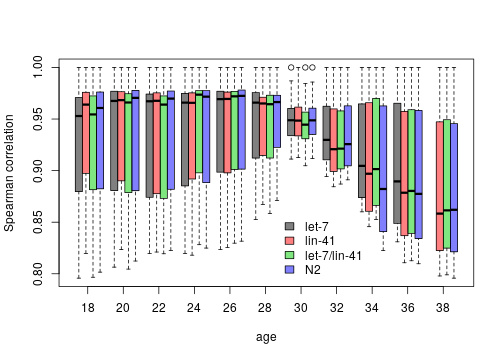 1.00
0.95
0.90
0.85
0.80
Spearman correlation
let-7
lin-41
let-7/lin-41
N2
18 20 22 24 26 28 30 32 34 36 38
age